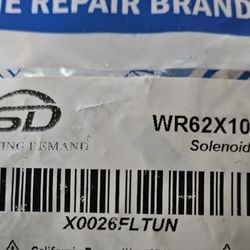 E REPAIR BRAND
SD
WR62X10
ING DEMAND
Solenoid
X0026FLTUN